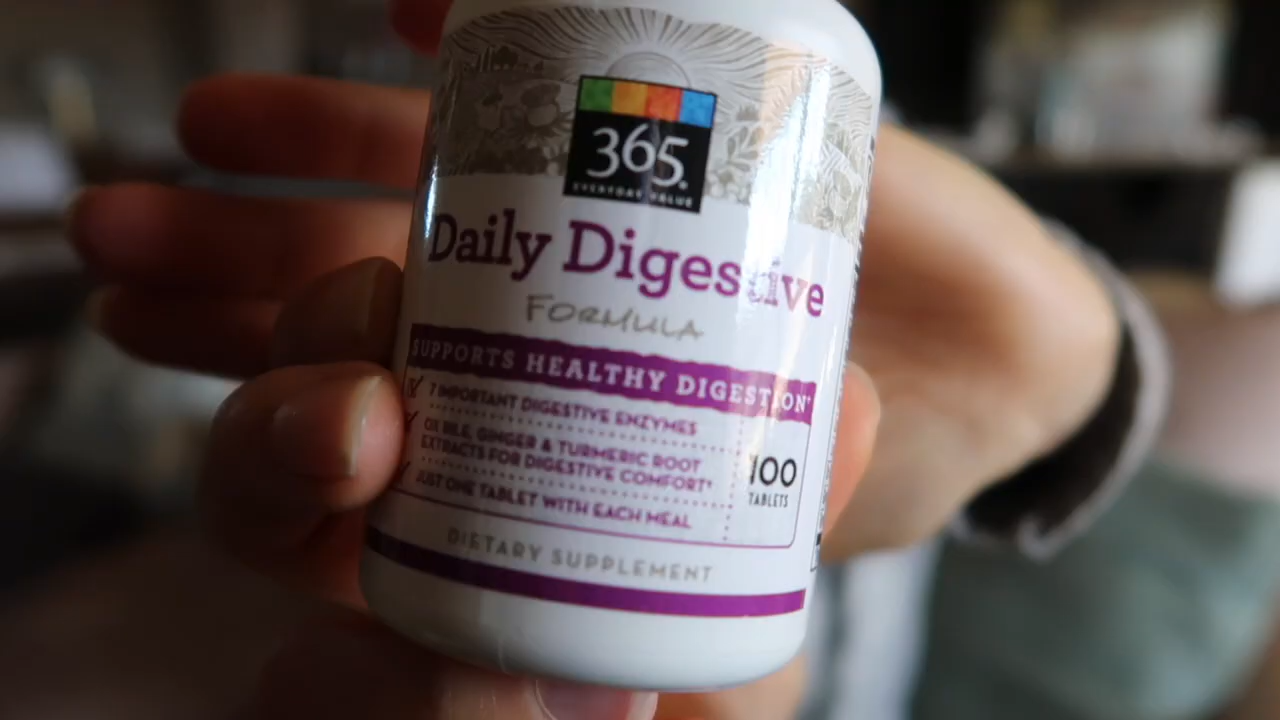 365
EVERYDAY VALUE
Daily Digestive
FORMULA
SUPPORTS HEALTHY DIGESTION*
7 IMPORTANT DIGESTIVE ENZYMES
OX BILE, GINGER & TURMERIC ROOT
EXTRACTS FOR DIGESTIVE COMFORT*
JUST ONE TABLET WITH EACH MEAL
100
TABLETS
DIETARY SUPPLEMENT